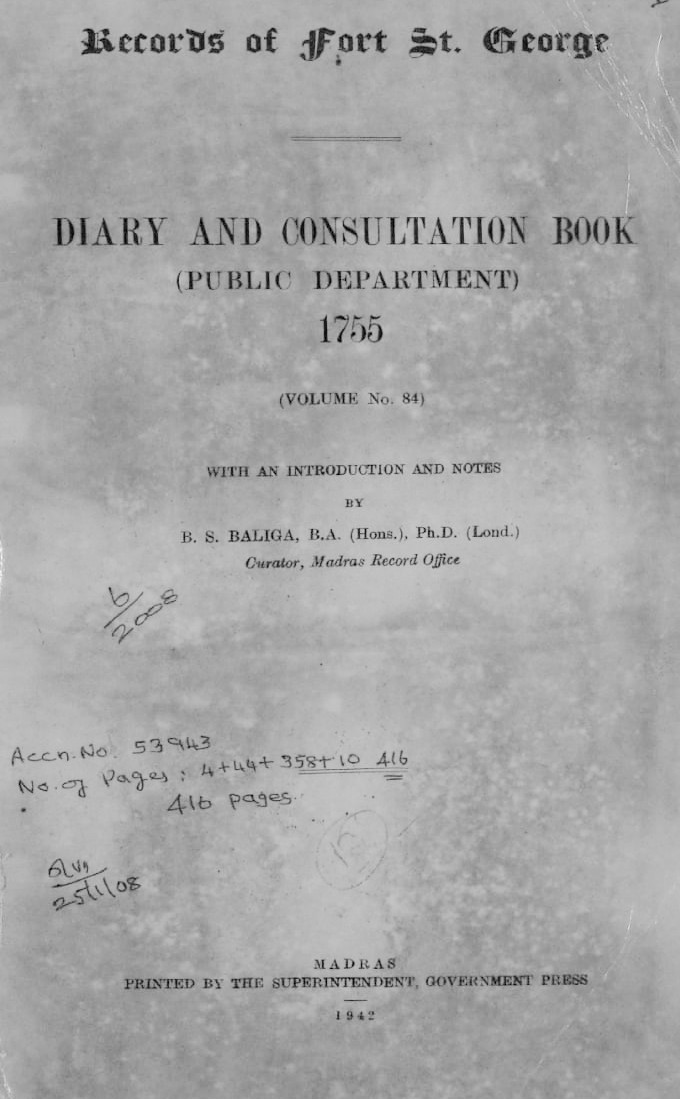 Records of Fort St. George
DIARY AND CONSULTATION BOOK
(PUBLIC DEPARTMENT)
1755
(VOLUME No. 84)
WITH AN INTRODUCTION AND NOTES
BY
B. S. BALIGA, B.A. (Hons.), Ph.D. (Lond.)
Curator, Madras Record Office
6/2008
Accn. No. 53943
No. of Pages : 4+44+358+10 416
416 pages.
25/1/08
MADRAS
PRINTED BY THE SUPERINTENDENT, GOVERNMENT PRESS
1942